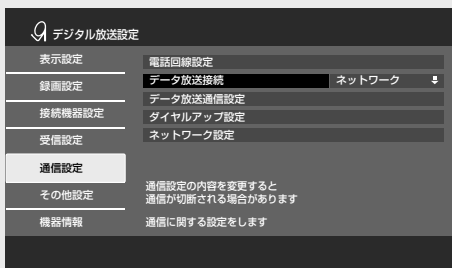 デジタル放送設定
表示設定
録画設定
接続機器設定
受信設定
通信設定
その他設定
機器情報
電話回線設定
データ放送接続 ネットワーク
データ放送通信設定
ダイヤルアップ設定
ネットワーク設定
通信設定の内容を変更すると
通信が切断される場合があります
通信に関する設定をします